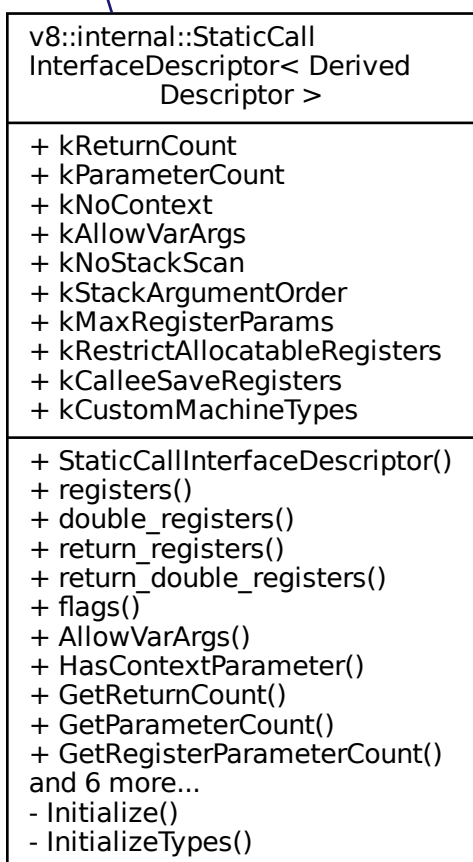 v8::internal::StaticCall
InterfaceDescriptor< Derived
Descriptor >
+ kReturnCount
+ kParameterCount
+ kNoContext
+ kAllowVarArgs
+ kNoStackScan
+ kStackArgumentOrder
+ kMaxRegisterParams
+ kRestrictAllocatableRegisters
+ kCalleeSaveRegisters
+ kCustomMachineTypes
+ StaticCallInterfaceDescriptor()
+ registers()
+ double_registers()
+ return_registers()
+ return_double_registers()
+ flags()
+ AllowVarArgs()
+ HasContextParameter()
+ GetReturnCount()
+ GetParameterCount()
+ GetRegisterParameterCount()
and 6 more...
- Initialize()
- InitializeTypes()